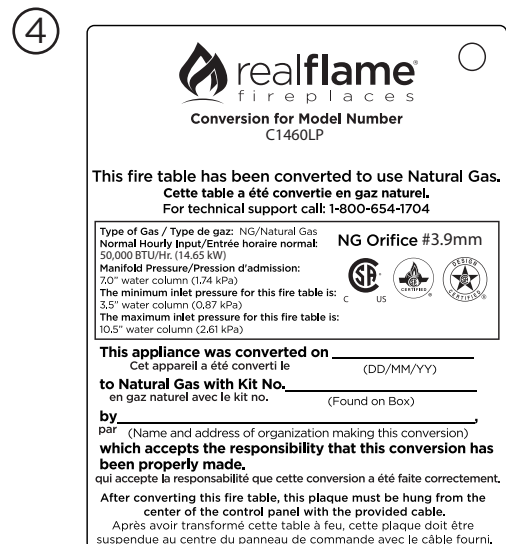 4
realflame®
fireplaces
Conversion for Model Number
C1460LP
This fire table has been converted to use Natural Gas.
Cette table a été convertie en gaz naturel.
For technical support call: 1-800-654-1704
Type of Gas / Type de gaz: NG/Natural Gas
Normal Hourly Input/Entrée horaire normal:
50,000 BTU/Hr. (14.65 kW)
Manifold Pressure/Pression d'admission:
7.0" water column (1.74 kPa)
The minimum inlet pressure for this fire table is:
3.5" water column (0.87 kPa)
The maximum inlet pressure for this fire table is:
10.5" water column (2.61 kPa)
NG Orifice #3.9mm
C US
CERTIFIED ®
DESIGN CERTIFIED ®
This appliance was converted on
Cet appareil a été converti le
(DD/MM/YY)
to Natural Gas with Kit No.
en gaz naturel avec le kit no.
(Found on Box)
by ,
par (Name and address of organization making this conversion)
which accepts the responsibility that this conversion has
been properly made.
qui accepte la responsabilité que cette conversion a été faite correctement.
After converting this fire table, this plaque must be hung from the
center of the control panel with the provided cable.
Après avoir transformé cette table à feu, cette plaque doit être
suspendue au centre du panneau de commande avec le câble fourni.